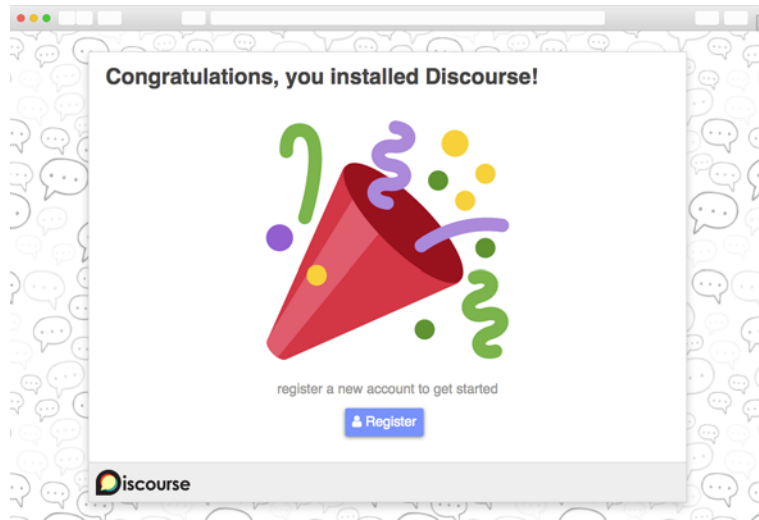 Congratulations, you installed Discourse!
register a new account to get started
Register
Discourse